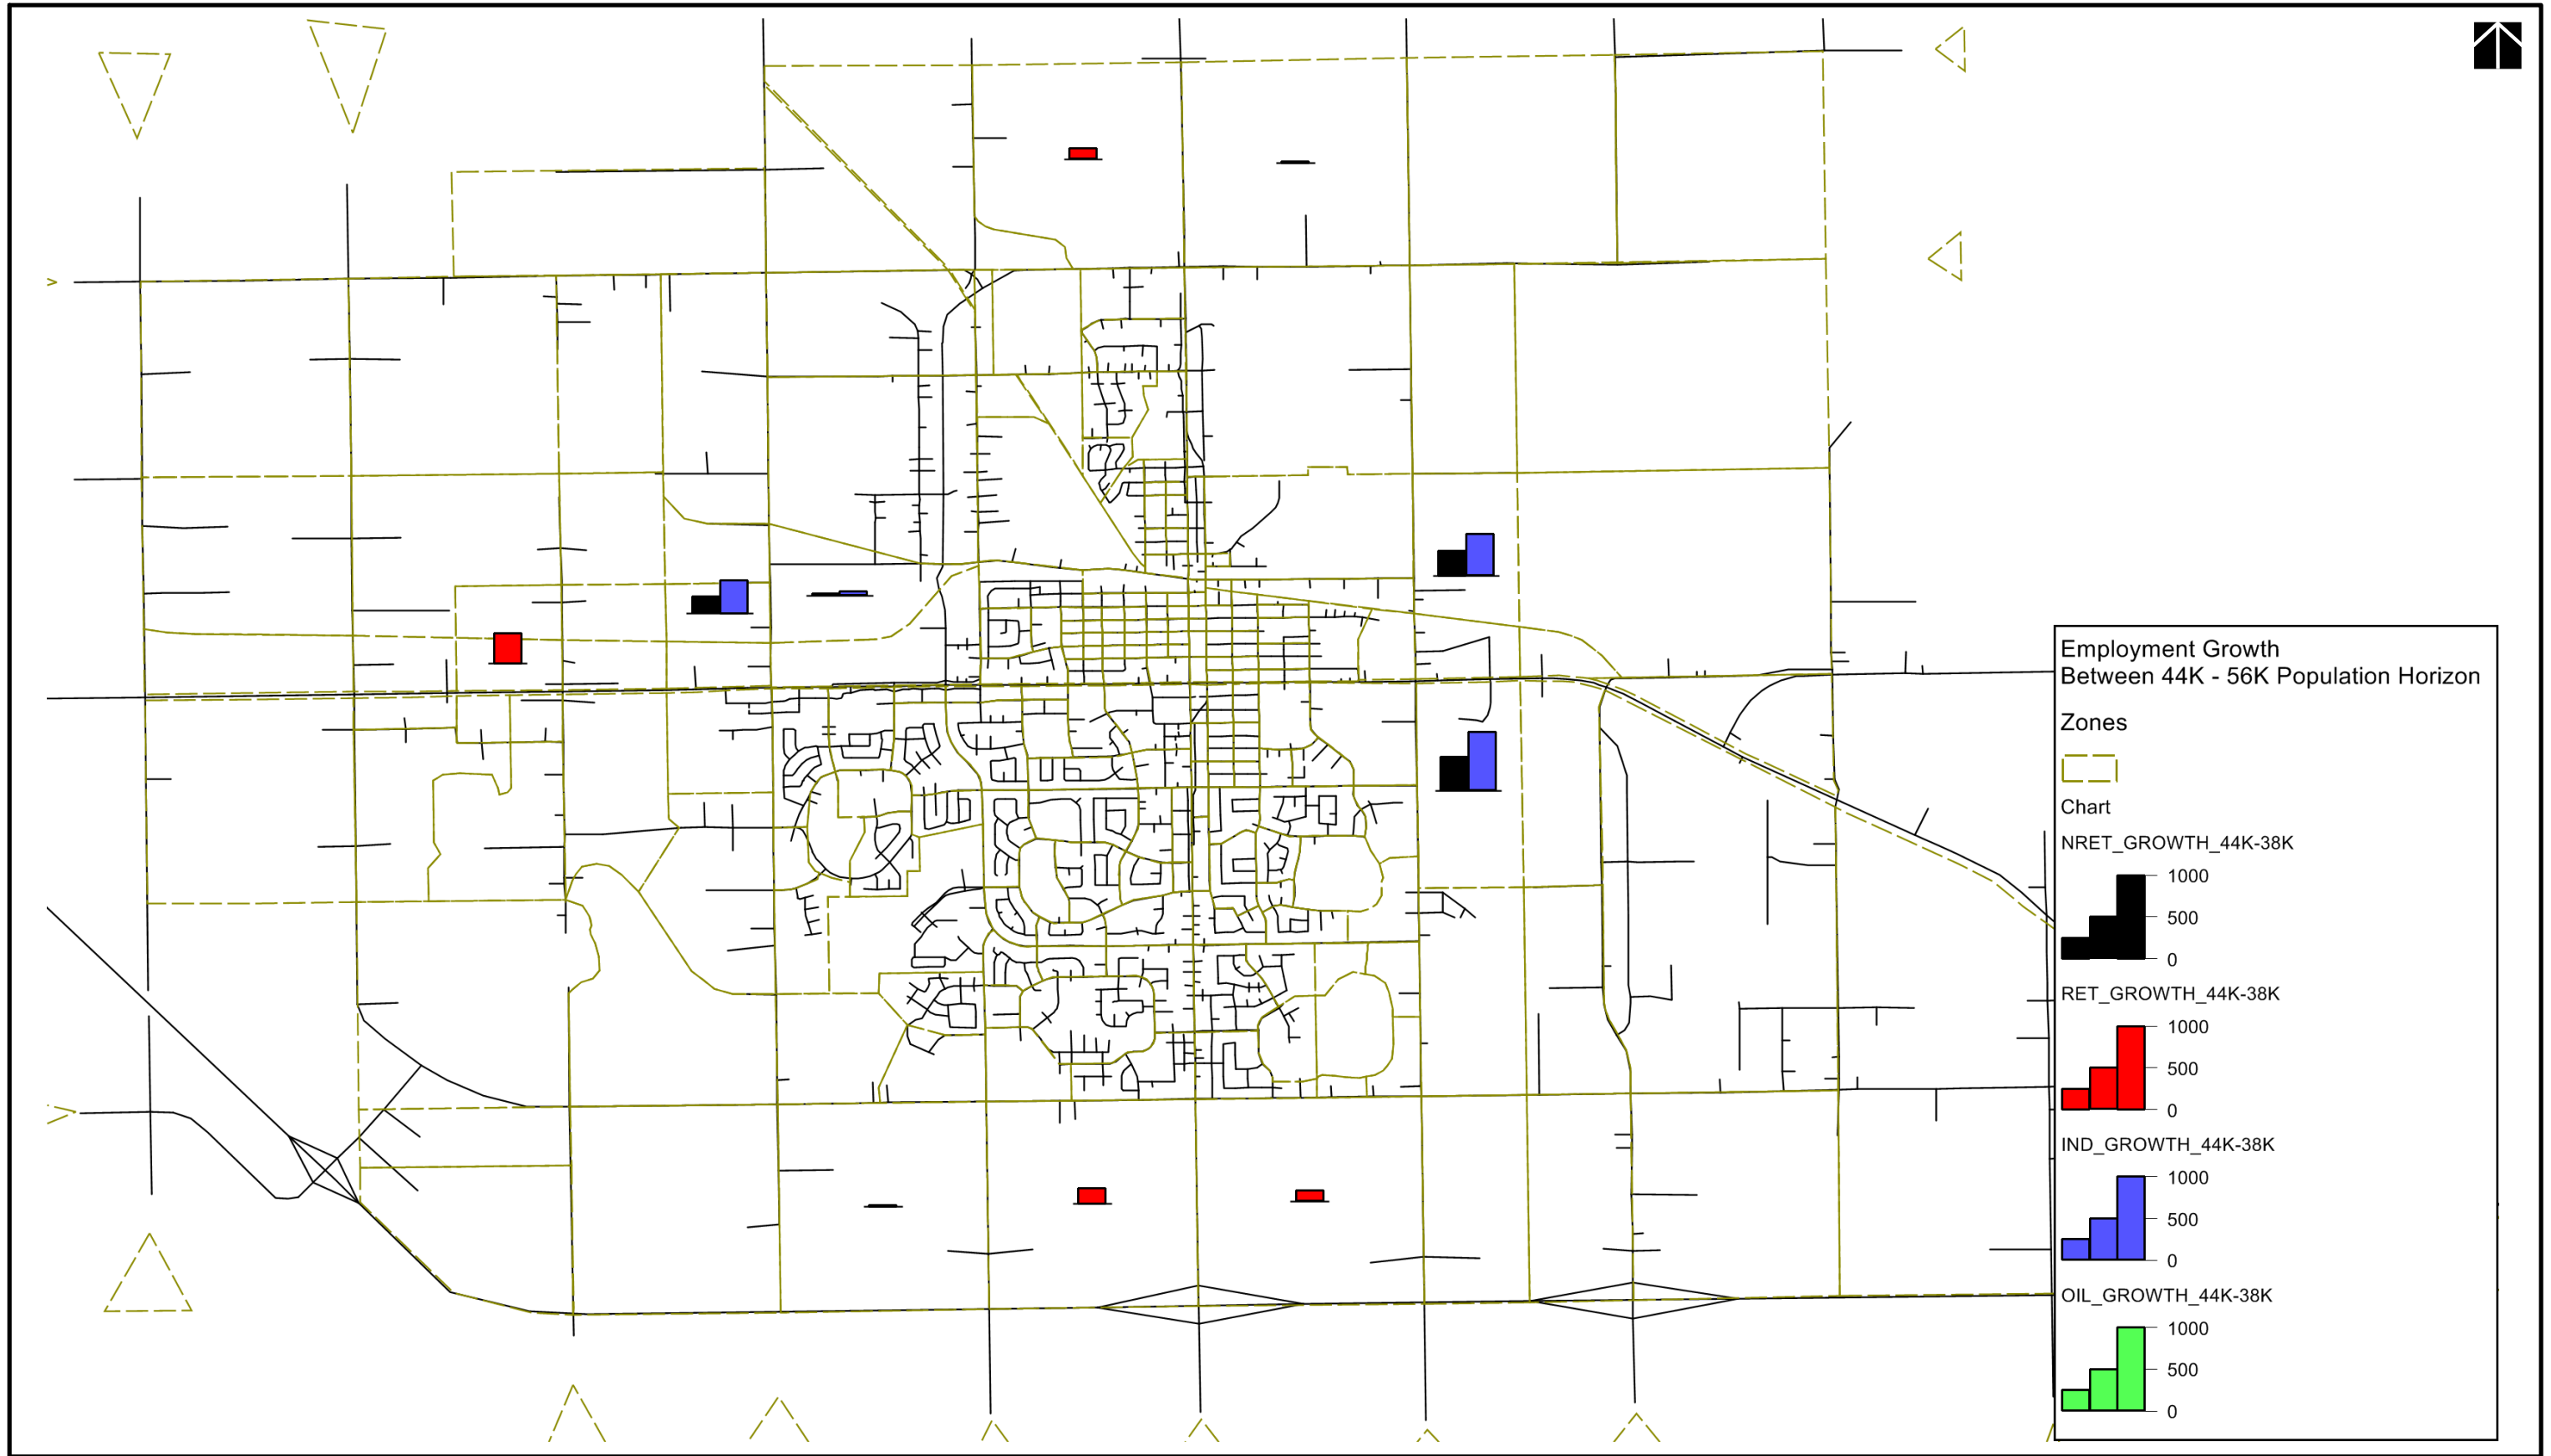 Employment Growth
Between 44K - 56K Population Horizon
Zones
Chart
NRET_GROWTH_44K-38K
1000
500
0
RET_GROWTH_44K-38K
1000
500
0
IND_GROWTH_44K-38K
1000
500
0
OIL_GROWTH_44K-38K
1000
500
0